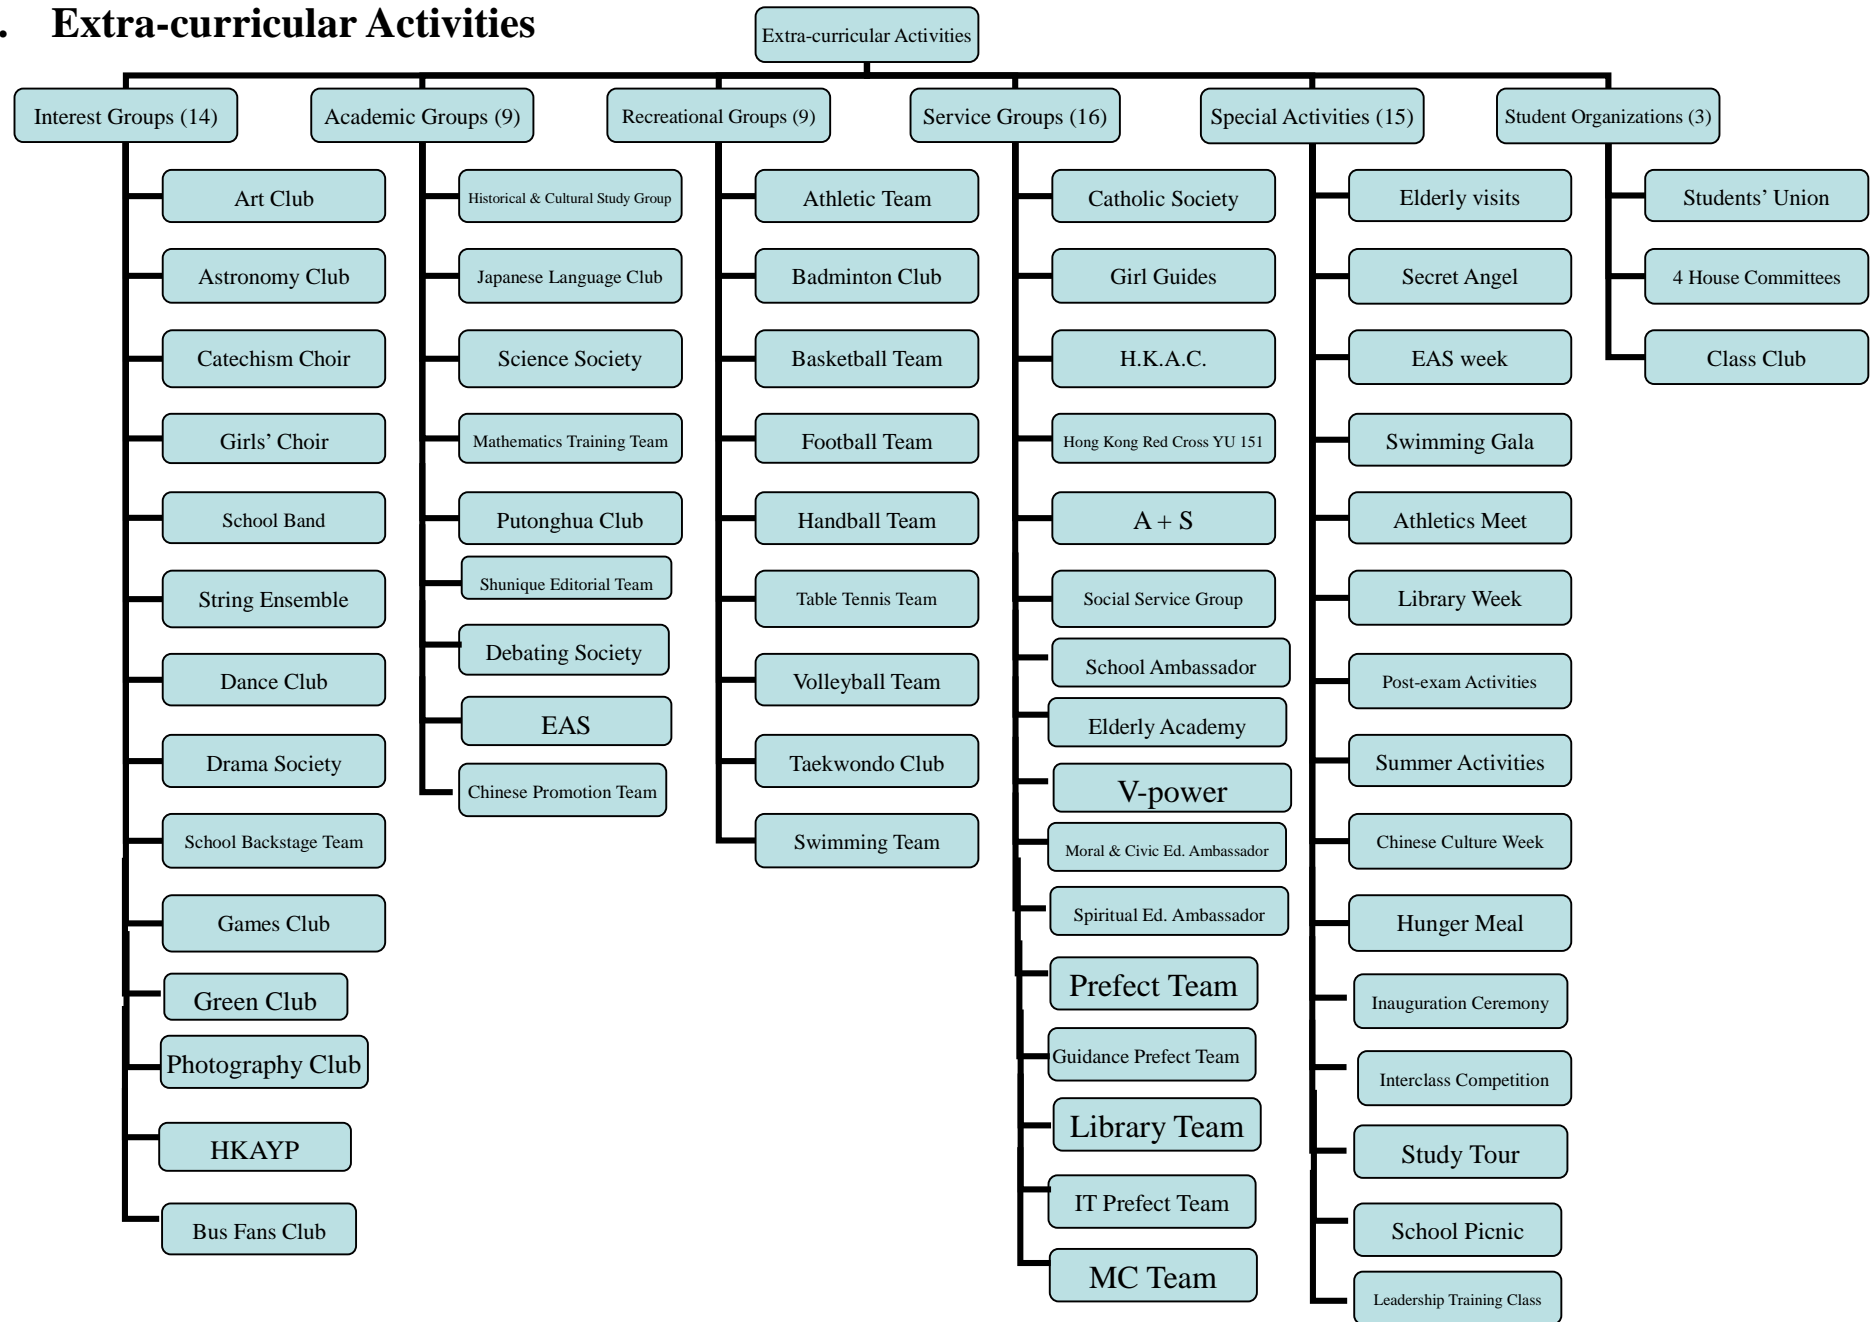 . Extra-curricular Activities
Extra-curricular Activities
Interest Groups (14)
Art Club
Astronomy Club
Catechism Choir
Girls’ Choir
School Band
String Ensemble
Dance Club
Drama Society
School Backstage Team
Games Club
Green Club
Photography Club
HKAYP
Bus Fans Club
Academic Groups (9)
Historical & Cultural Study Group
Japanese Language Club
Science Society
Mathematics Training Team
Putonghua Club
Shunique Editorial Team
Debating Society
EAS
Chinese Promotion Team
Recreational Groups (9)
Athletic Team
Badminton Club
Basketball Team
Football Team
Handball Team
Table Tennis Team
Volleyball Team
Taekwondo Club
Swimming Team
Service Groups (16)
Catholic Society
Girl Guides
H.K.A.C.
Hong Kong Red Cross YU 151
A + S
Social Service Group
School Ambassador
Elderly Academy
V-power
Moral & Civic Ed. Ambassador
Spiritual Ed. Ambassador
Prefect Team
Guidance Prefect Team
Library Team
IT Prefect Team
MC Team
Special Activities (15)
Elderly visits
Secret Angel
EAS week
Swimming Gala
Athletics Meet
Library Week
Post-exam Activities
Summer Activities
Chinese Culture Week
Hunger Meal
Inauguration Ceremony
Interclass Competition
Study Tour
School Picnic
Leadership Training Class
Student Organizations (3)
Students’ Union
4 House Committees
Class Club